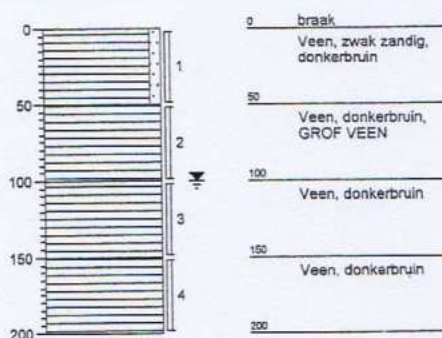 0
50
100
150
200
1
2
3
4
0 braak
Veen, zwak zandig,
donkerbruin
50
Veen, donkerbruin,
GROF VEEN
100
Veen, donkerbruin
150
Veen, donkerbruin
200